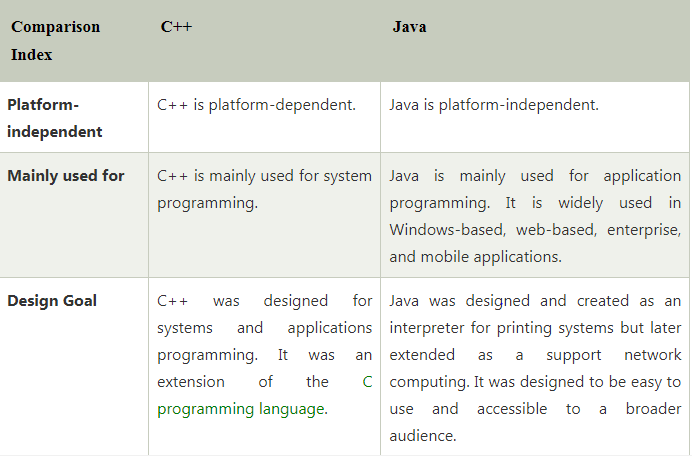 Comparison Index
C++
Java
Platform-independent
C++ is platform-dependent.
Java is platform-independent.
Mainly used for
C++ is mainly used for system
programming.
Java is mainly used for application
programming. It is widely used in
Windows-based, web-based, enterprise,
and mobile applications.
Design Goal
C++ was designed for
systems and applications
programming. It was an
extension of the C
programming language.
Java was designed and created as an
interpreter for printing systems but later
extended as a support network
computing. It was designed to be easy to
use and accessible to a broader
audience.